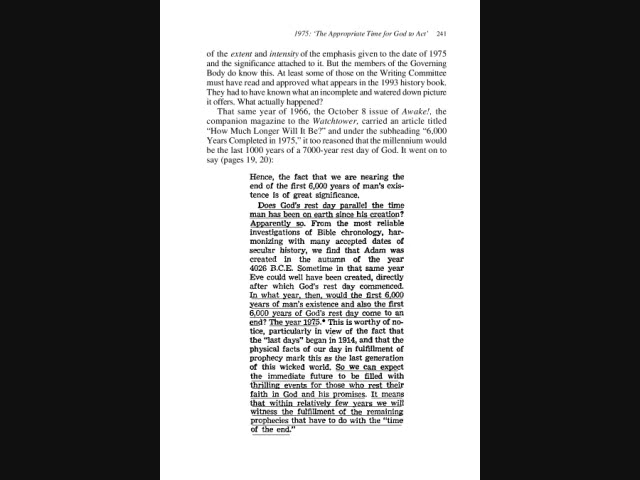 1975: ‘The Appropriate Time for God to Act’ 241
of the extent and intensity of the emphasis given to the date of 1975
and the significance attached to it. But the members of the Governing
Body do know this. At least some of those on the Writing Committee
must have read and approved what appears in the 1993 history book.
They had to have known what an incomplete and watered down picture
it offers. What actually happened?
That same year of 1966, the October 8 issue of Awake!, the
companion magazine to the Watchtower, carried an article titled
“How Much Longer Will It Be?” and under the subheading “6,000
Years Completed in 1975,” it too reasoned that the millennium would
be the last 1000 years of a 7000-year rest day of God. It went on to
say (pages 19, 20):
Hence, the fact that we are nearing the
end of the first 6,000 years of man’s exis-
tence is of great significance.
Does God’s rest day parallel the time
man has been on earth since his creation?
Apparently so. From the most reliable
investigations of Bible chronology, har-
monizing with many accepted dates of
secular history, we find that Adam was
created in the autumn of the year
4026 B.C.E. Sometime in that same year
Eve could well have been created, directly
after which God’s rest day commenced.
In what year, then, would the first 6,000
years of man’s existence and also the first
6,000 years of God’s rest day come to an
end? The year 1975.* This is worthy of no-
tice, particularly in view of the fact that
the “last days” began in 1914, and that the
physical facts of our day in fulfillment of
prophecy mark this as the last generation
of this wicked world. So we can expect
the immediate future to be filled with
thrilling events for those who rest their
faith in God and his promises. It means
that within relatively few years we will
witness the fulfillment of the remaining
prophecies that have to do with the “time
of the end.”